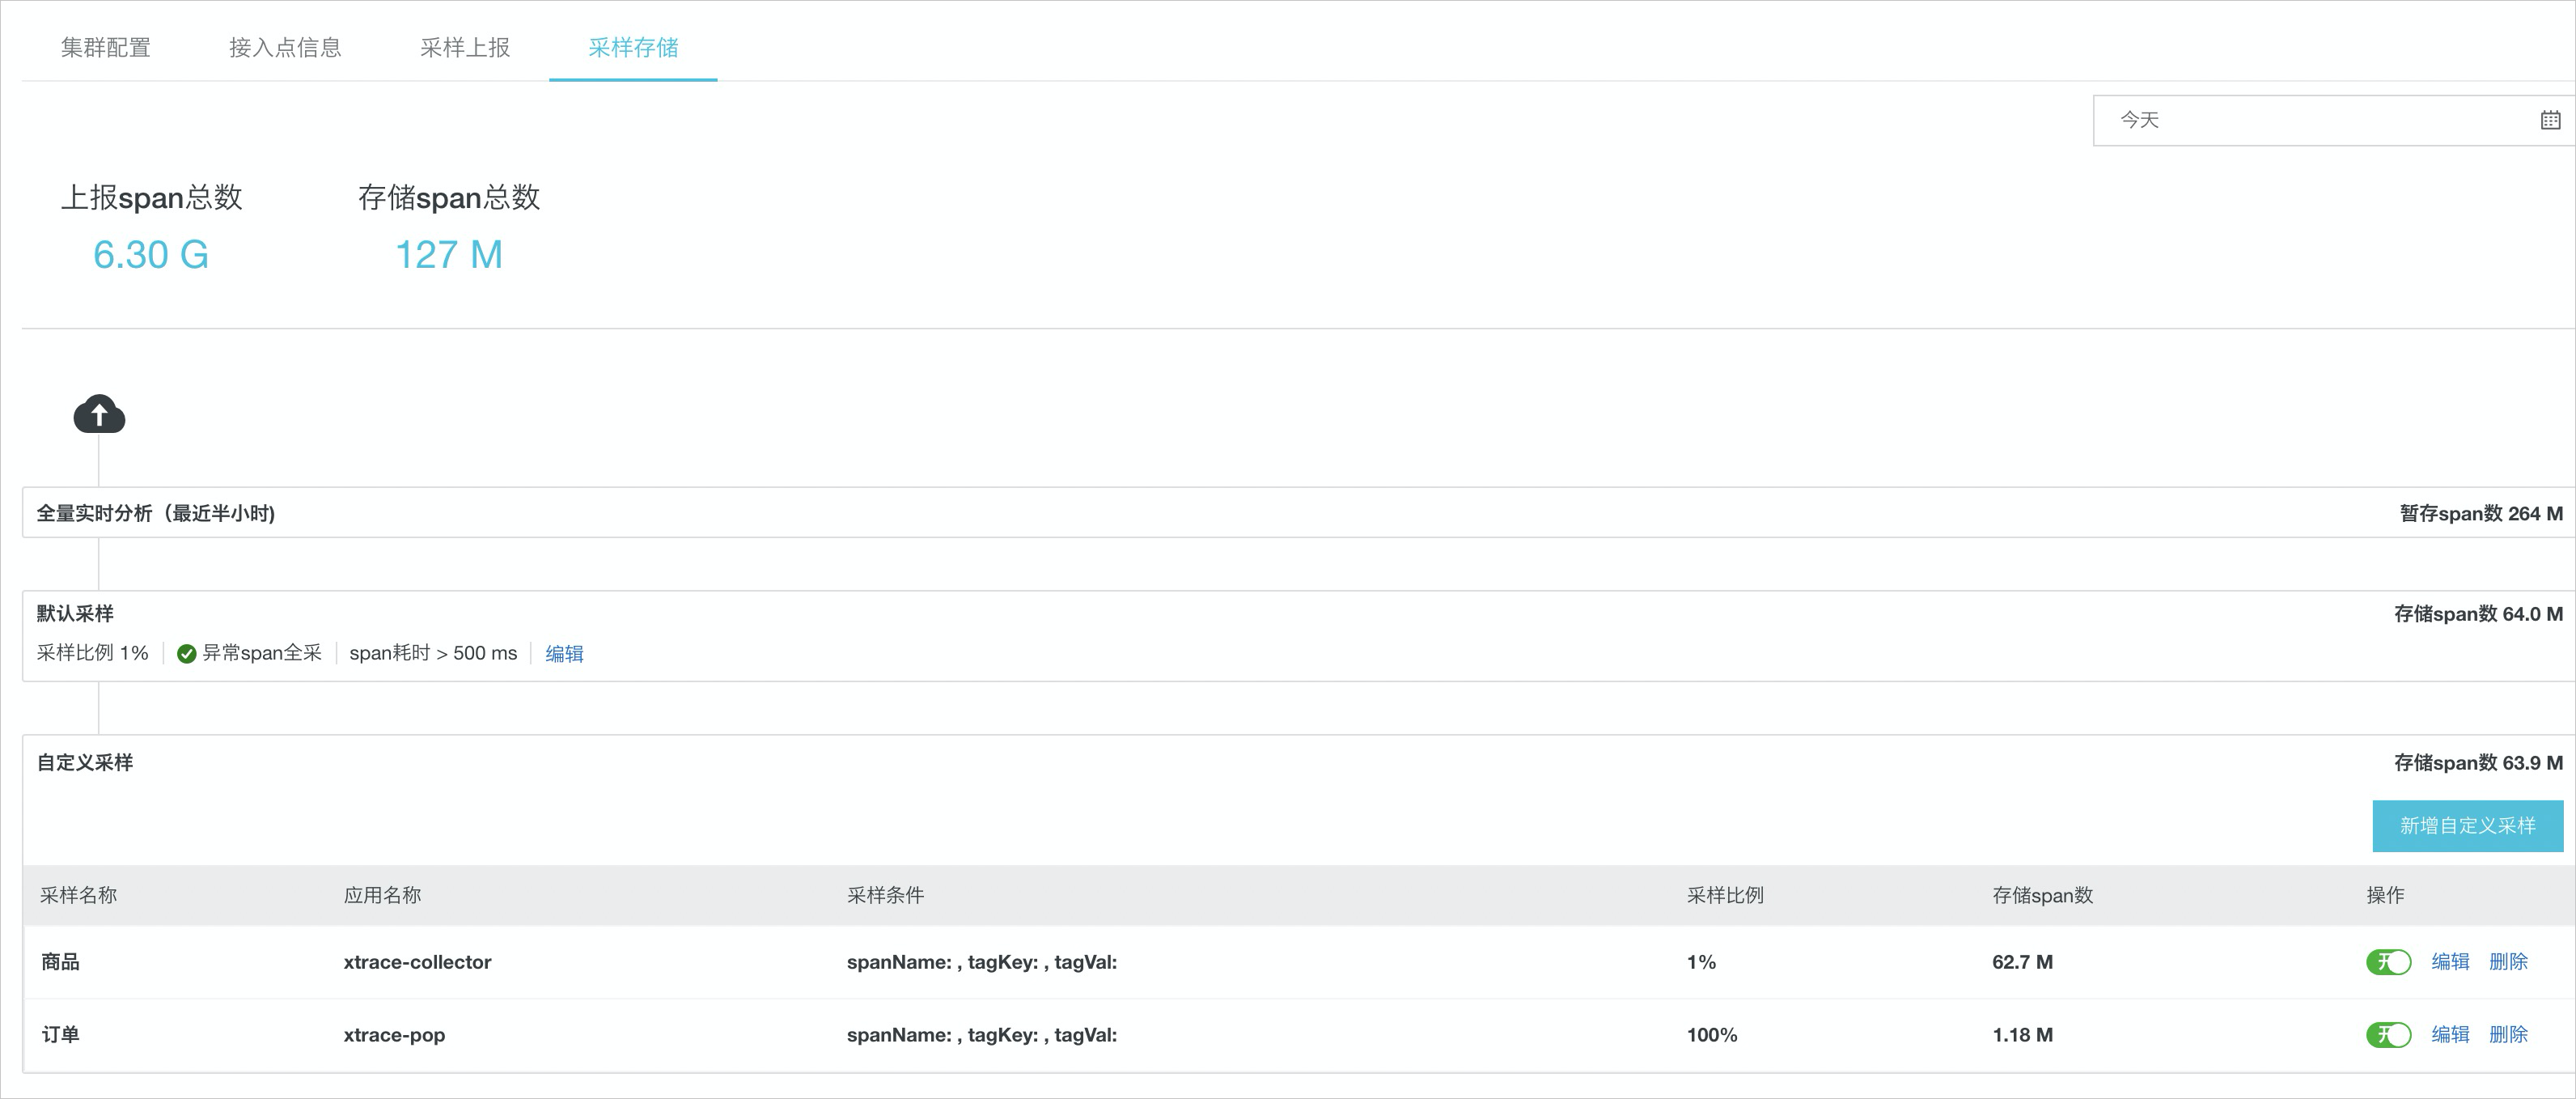 集群配置 接入点信息 采样上报 采样存储
今天
上报span总数 存储span总数
6.30 G 127 M
全量实时分析（最近半小时) 暂存span数 264 M
默认采样 存储span数 64.0 M
采样比例 1% 异常span全采 span耗时 > 500 ms 编辑
自定义采样 存储span数 63.9 M
新增自定义采样
采样名称 应用名称 采样条件 采样比例 存储span数 操作
商品 xtrace-collector spanName: , tagKey: , tagVal: 1% 62.7 M 开 编辑 删除
订单 xtrace-pop spanName: , tagKey: , tagVal: 100% 1.18 M 开 编辑 删除